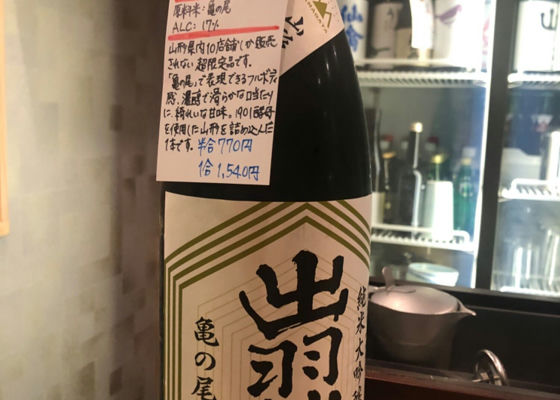 原料米：亀の尾
ALC：17%
山形県内10店舗しか販売
されない超限定品です。
「亀の尾」で表現できるフルボディ
感、濃醇で滑らかな口当たり
に、綺れいな甘味。1901酵母
を使用した山形を詰め込んだ
1本です。半合770円
1合1,540円
純米大吟醸
出羽
亀の尾